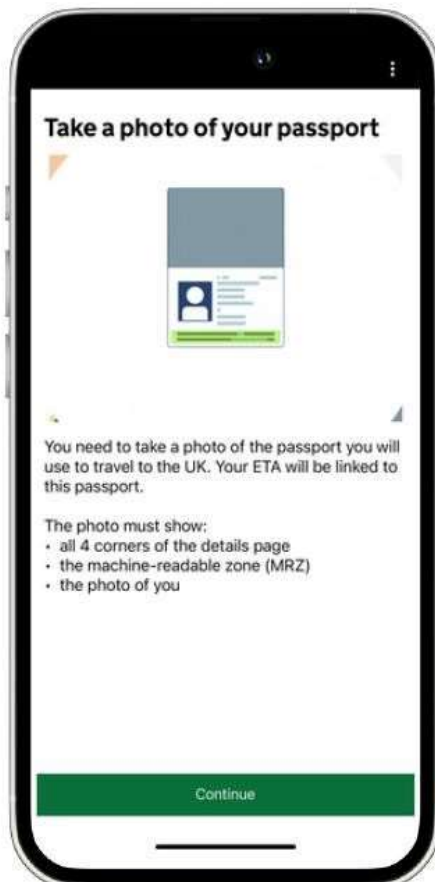 Take a photo of your passport
You need to take a photo of the passport you will
use to travel to the UK. Your ETA will be linked to
this passport.
The photo must show:
• all 4 corners of the details page
• the machine-readable zone (MRZ)
• the photo of you
Continue